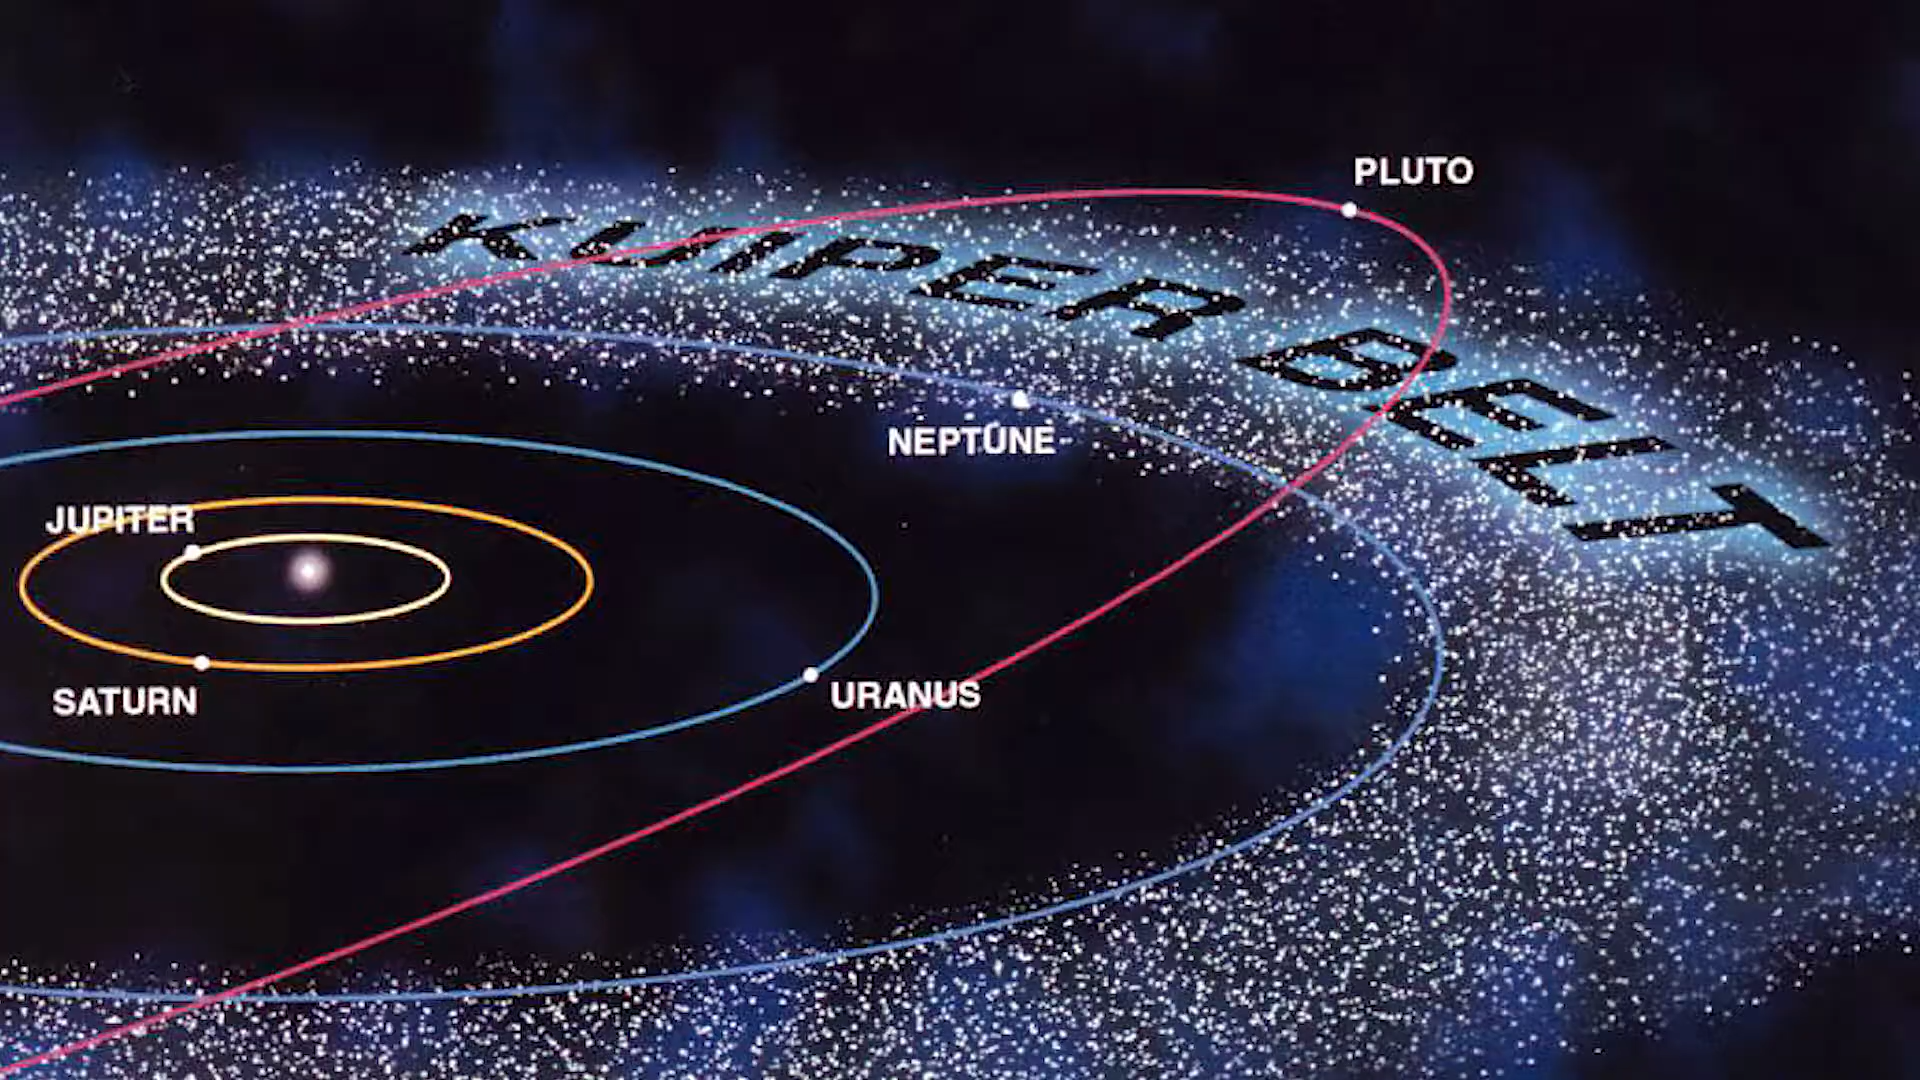 PLUTO
KUIPER BELT
NEPTUNE
JUPITER
SATURN
URANUS